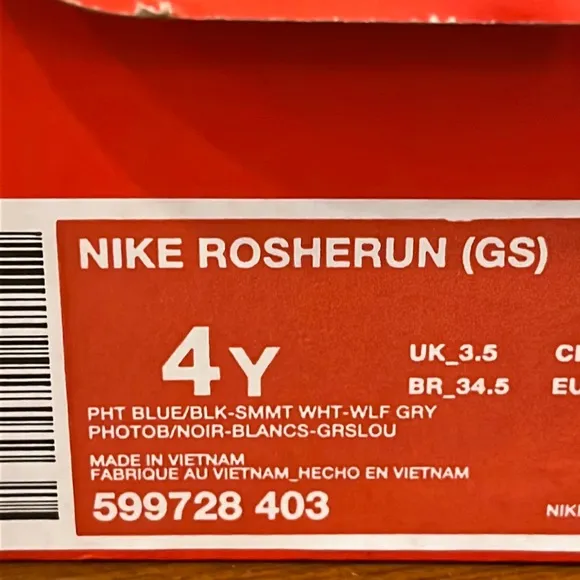 NIKE ROSHERUN (GS)
4Y
UK_3.5
BR_34.5
EU
PHT BLUE/BLK-SMMT WHT-WLF GRY
PHOTOB/NOIR-BLANCS-GRSLOU
MADE IN VIETNAM
FABRIQUE AU VIETNAM_HECHO EN VIETNAM
599728 403